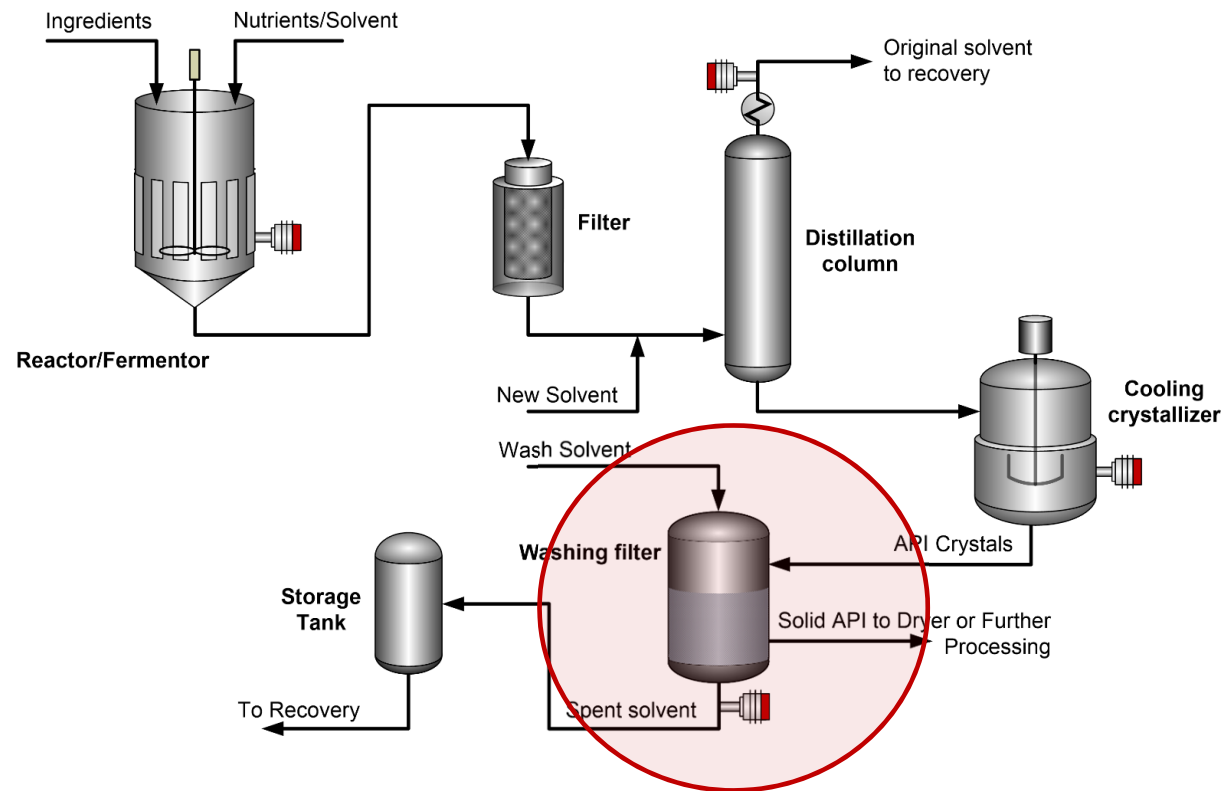 Ingredients
Nutrients/Solvent
Original solvent
to recovery
Filter
Distillation
column
Reactor/Fermentor
New Solvent
Cooling
crystallizer
Wash Solvent
Washing filter
API Crystals
Storage
Tank
Solid API to Dryer or Further
Processing
To Recovery
Spent solvent